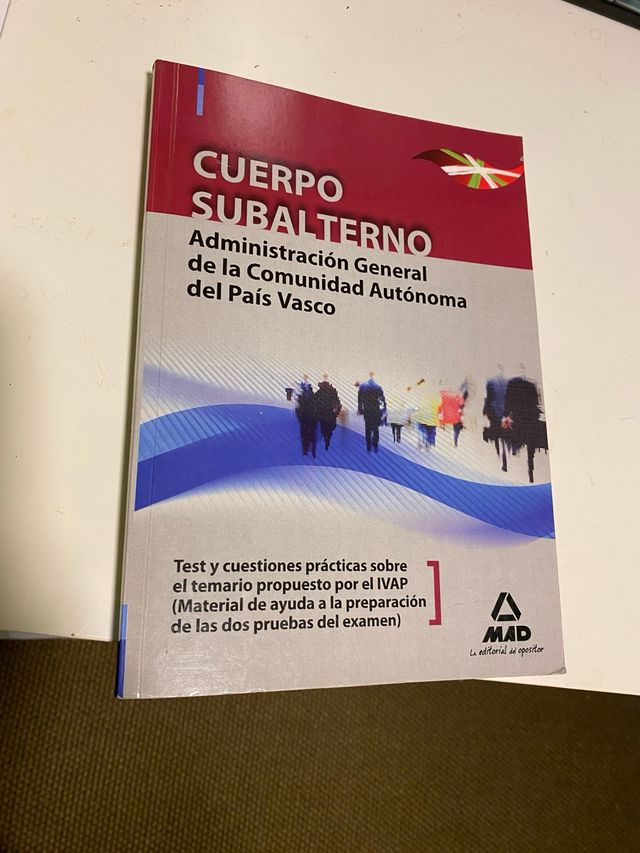 CUERPO
SUBALTERNO
Administración General
de la Comunidad Autónoma
del País Vasco
Test y cuestiones prácticas sobre
el temario propuesto por el IVAP
(Material de ayuda a la preparación
de las dos pruebas del examen)
MAD
La editorial del opositor